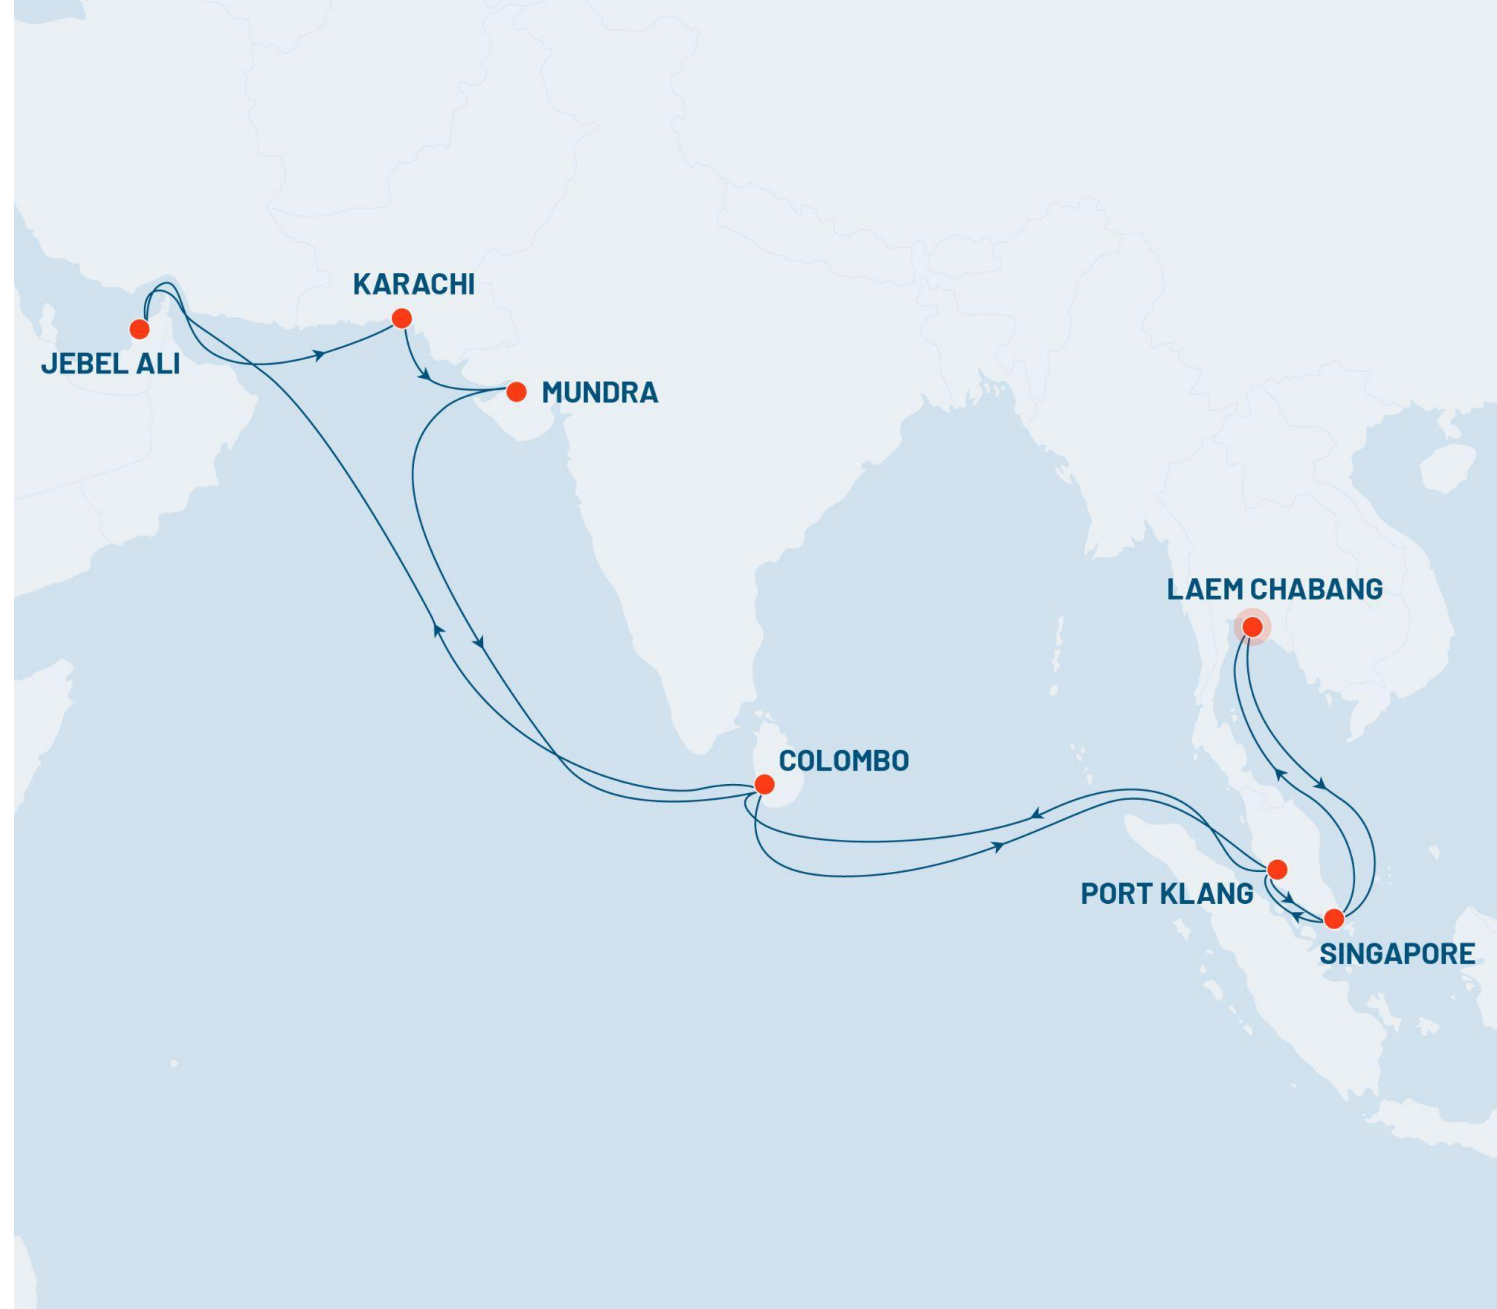 KARACHI
JEBEL ALI
MUNDRA
LAEM CHABANG
COLOMBO
PORT KLANG
SINGAPORE